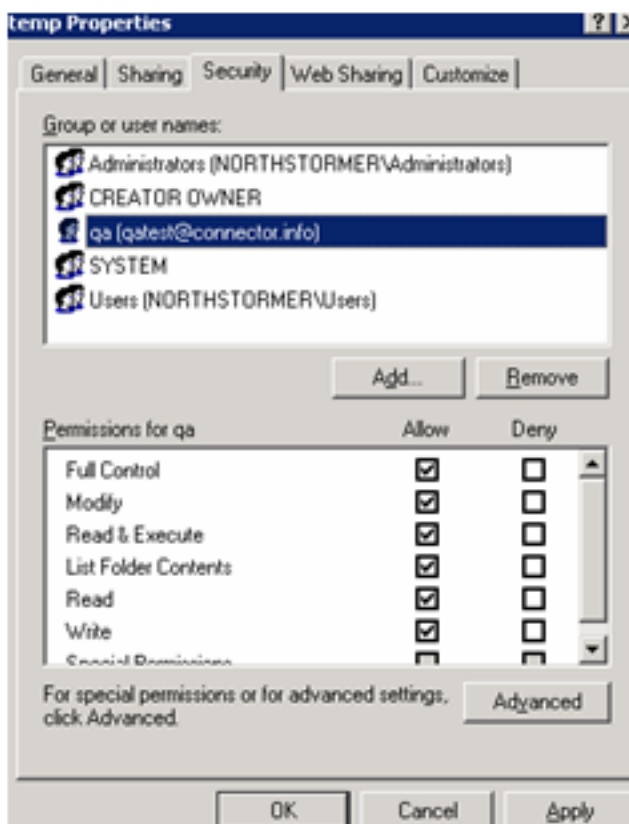 temp Properties
General Sharing Security Web Sharing Customize
Group or user names:
Administrators (NORTHSTORMER\Administrators)
CREATOR OWNER
qa (qatest@connector.info)
SYSTEM
Users (NORTHSTORMER\Users)
Add... Remove
Permissions for qa Allow Deny
Full Control
Modify
Read & Execute
List Folder Contents
Read
Write
Special Permissions
For special permissions or for advanced settings, Advanced
click Advanced.
OK Cancel Apply